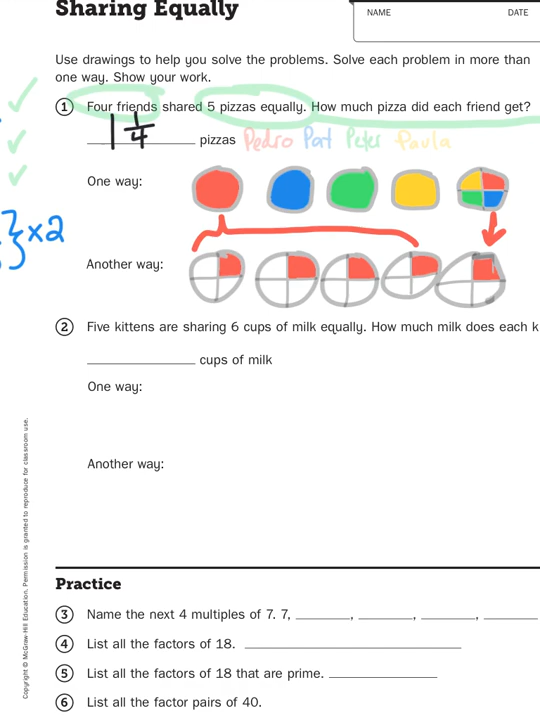 Sharing Equally
NAME DATE
Use drawings to help you solve the problems. Solve each problem in more than
one way. Show your work.
1 Four friends shared 5 pizzas equally. How much pizza did each friend get?
1 1/4 pizzas Pedro Pat Peter Paula
One way:
} x2
Another way:
2 Five kittens are sharing 6 cups of milk equally. How much milk does each k
cups of milk
One way:
Another way:
Practice
3 Name the next 4 multiples of 7. 7, ________, ________, ________, ________
4 List all the factors of 18.
5 List all the factors of 18 that are prime.
6 List all the factor pairs of 40.
Copyright © McGraw-Hill Education. Permission is granted to reproduce for classroom use.